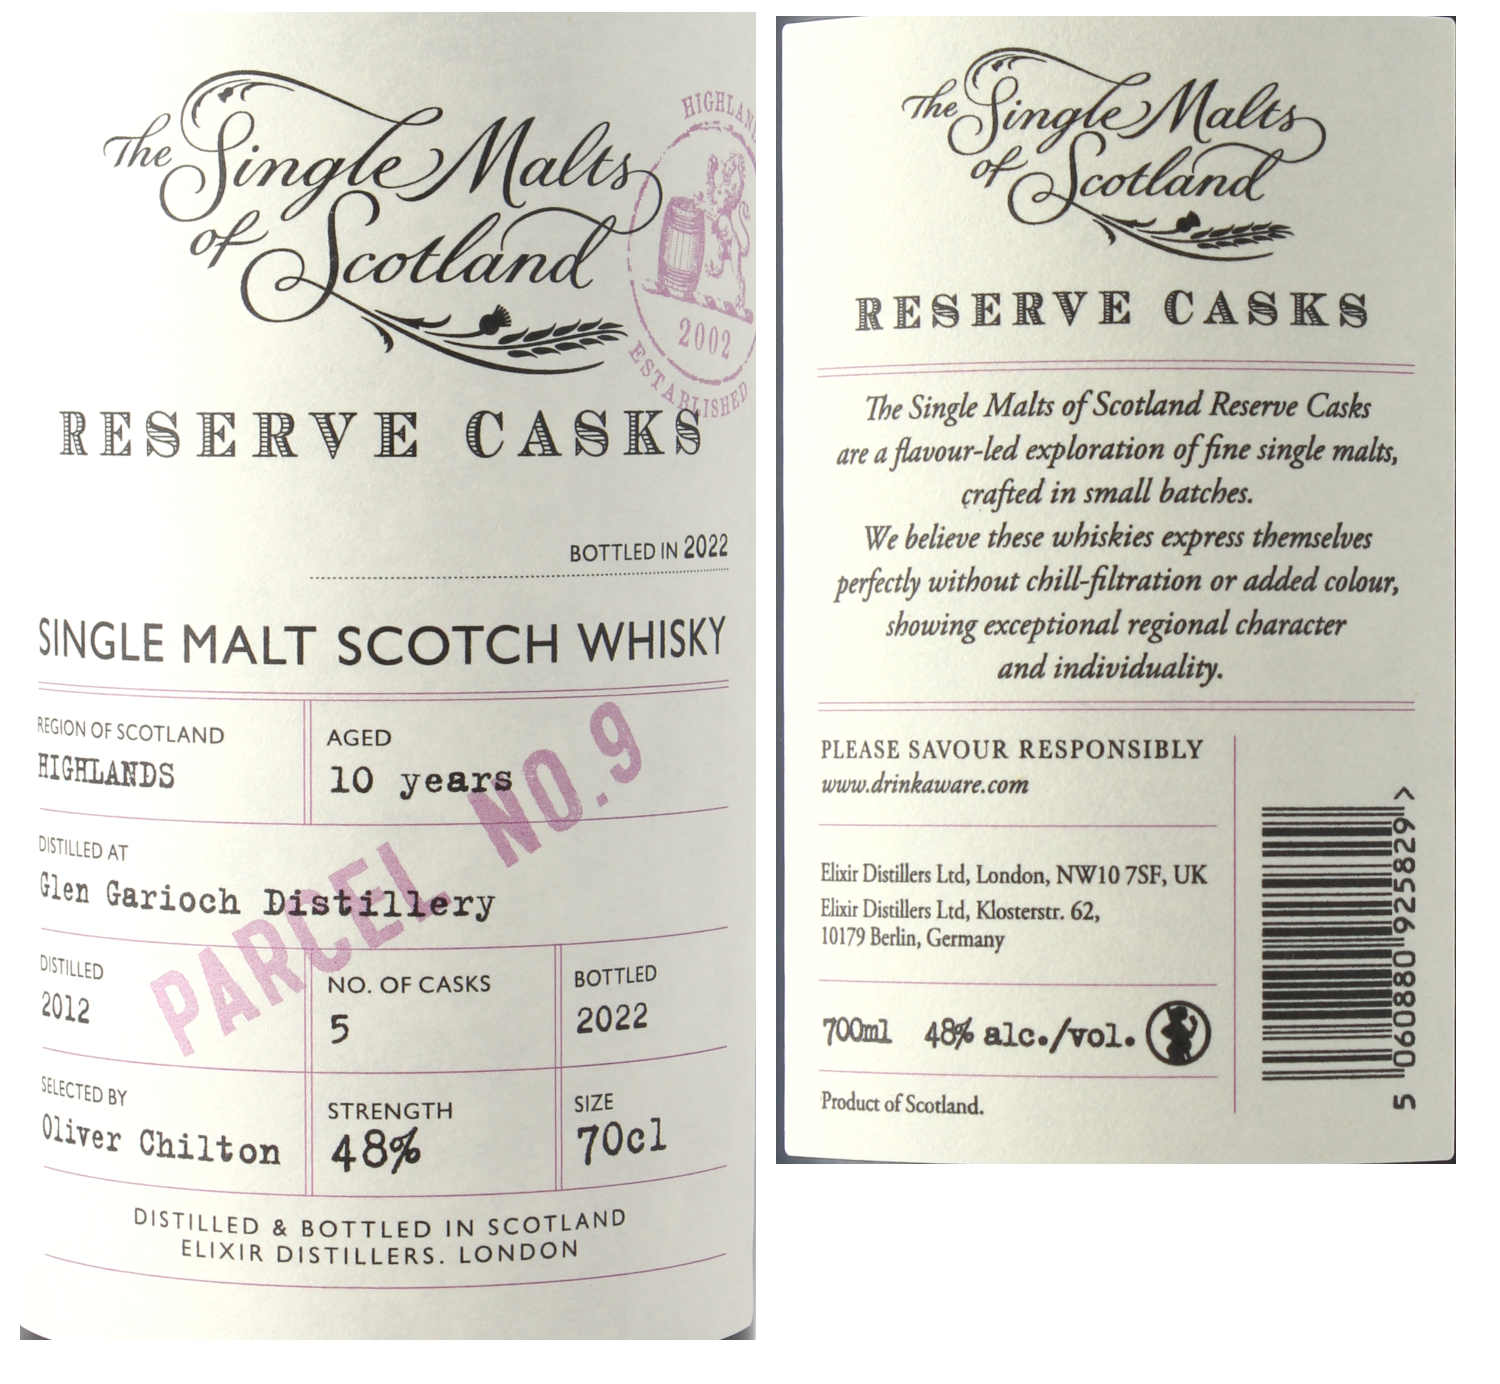 The Single Malts
of Scotland
HIGHLAN
2002
ESTABLISHED
RESERVE CASKS
BOTTLED IN 2022
SINGLE MALT SCOTCH WHISKY
REGION OF SCOTLAND
HIGHLANDS
AGED
10 years
PARCEL NO.9
DISTILLED AT
Glen Garioch Distillery
DISTILLED
2012
NO. OF CASKS
5
BOTTLED
2022
SELECTED BY
Oliver Chilton
STRENGTH
48%
SIZE
70cl
DISTILLED & BOTTLED IN SCOTLAND
ELIXIR DISTILLERS. LONDON
The Single Malts
of Scotland
RESERVE CASKS
The Single Malts of Scotland Reserve Casks
are a flavour-led exploration of fine single malts,
crafted in small batches.
We believe these whiskies express themselves
perfectly without chill-filtration or added colour,
showing exceptional regional character
and individuality.
PLEASE SAVOUR RESPONSIBLY
www.drinkaware.com
Elixir Distillers Ltd, London, NW10 7SF, UK
Elixir Distillers Ltd, Klosterstr. 62,
10179 Berlin, Germany
700ml 48% alc./vol.
Product of Scotland.
5 060880 925829 >